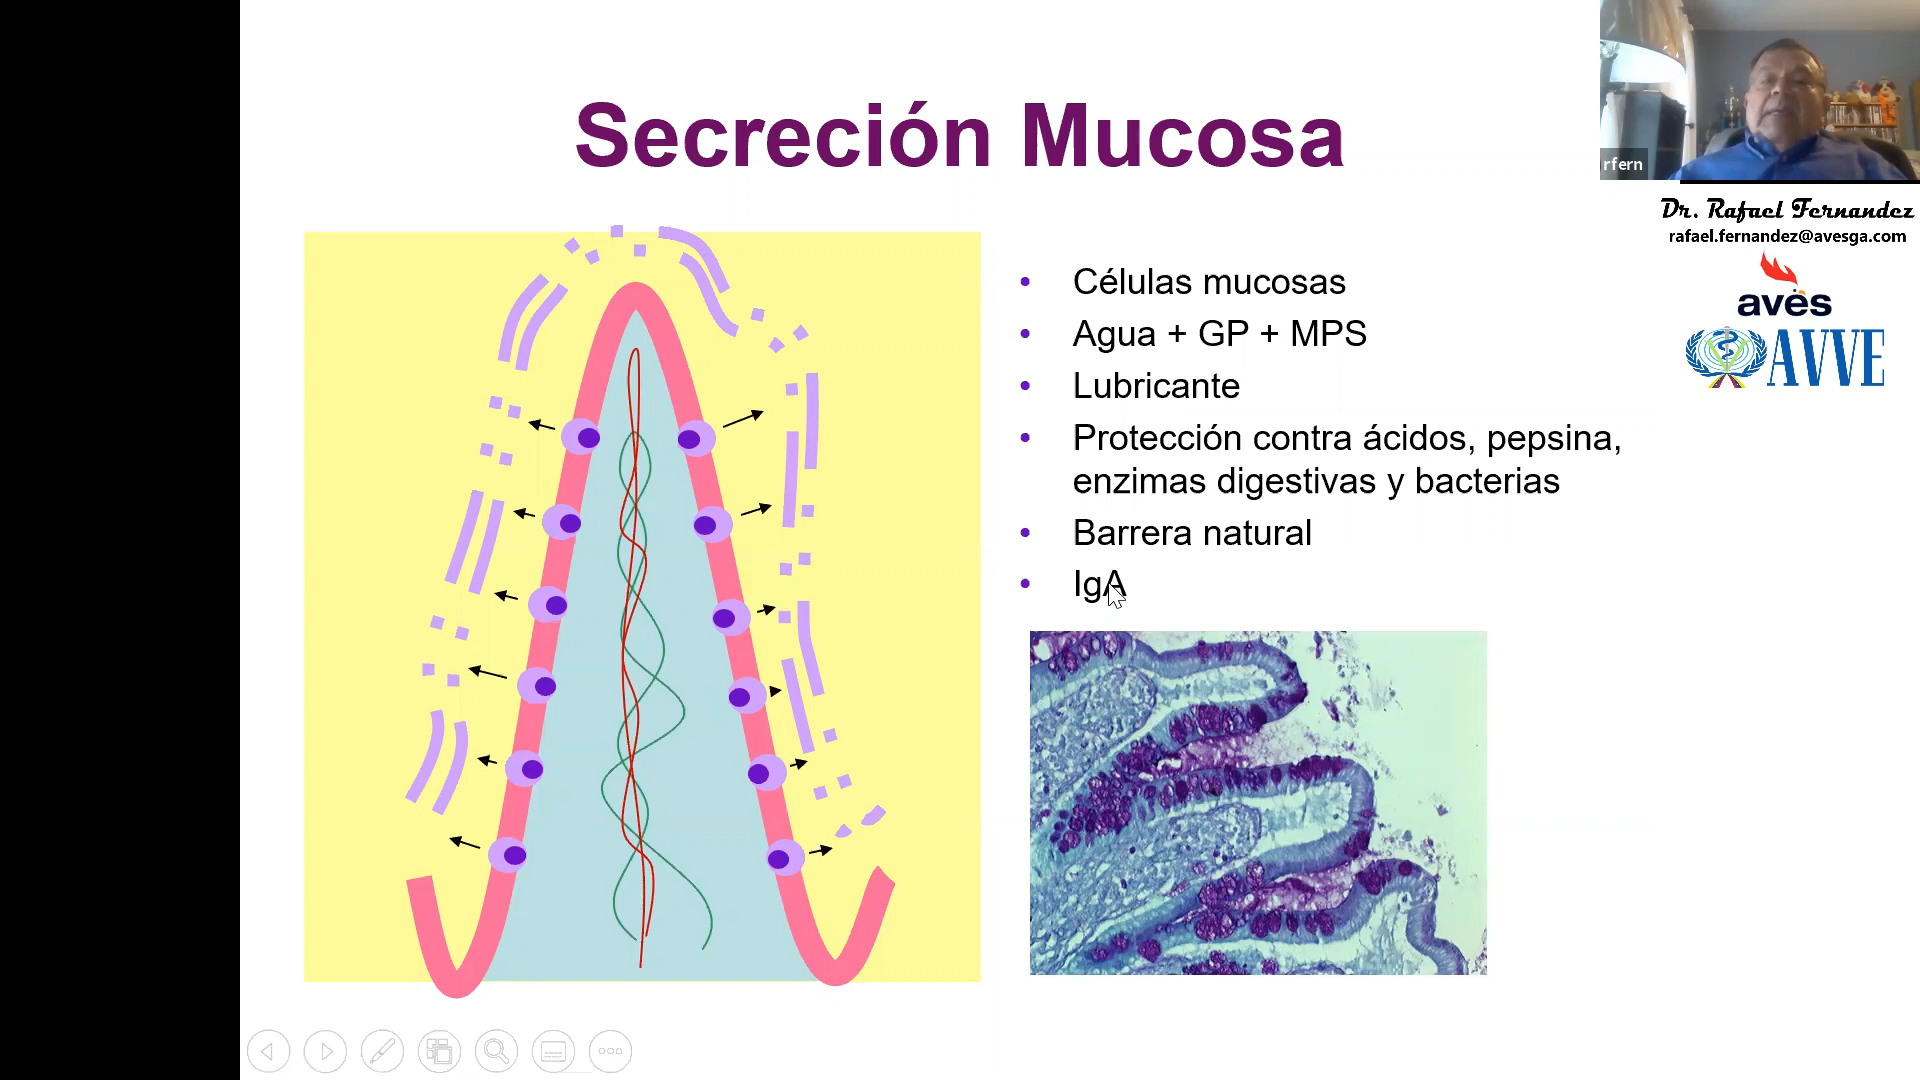 Secreción Mucosa
• Células mucosas
• Agua + GP + MPS
• Lubricante
• Protección contra ácidos, pepsina,
enzimas digestivas y bacterias
• Barrera natural
• IgA
rfern
Dr. Rafael Fernandez
rafael.fernandez@avesga.com
avès
AVVE